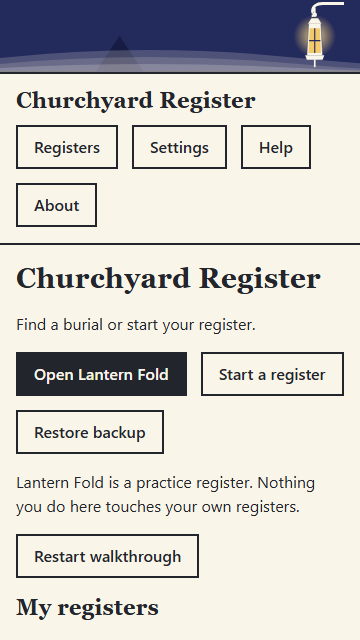 Churchyard Register
Registers
Settings
Help
About
Churchyard Register
Find a burial or start your register.
Open Lantern Fold
Start a register
Restore backup
Lantern Fold is a practice register. Nothing
you do here touches your own registers.
Restart walkthrough
My registers